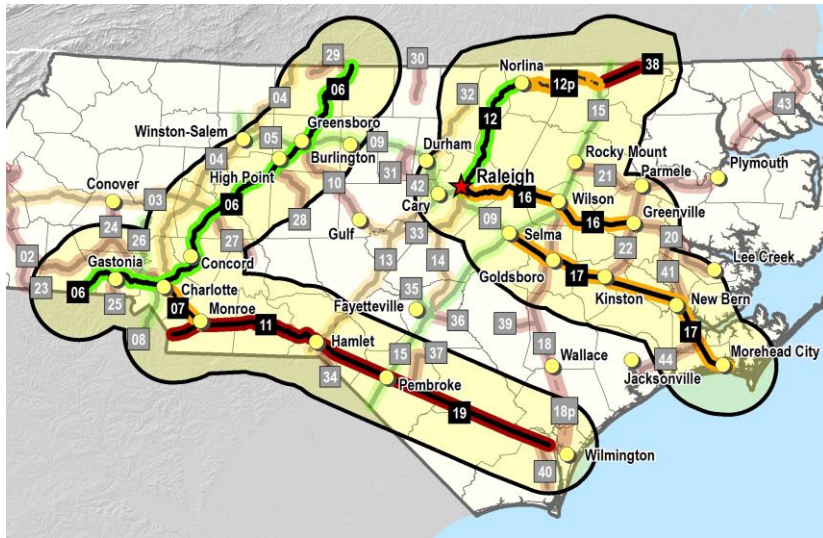 29
30
38
06
Norlina
12p
04
32
15
43
12
Greensboro
Winston-Salem
05
09
Durham
Rocky Mount
04
Burlington
31
Parmele
Plymouth
High Point
10
42
Raleigh
21
Conover
03
06
Cary
16
Wilson
28
Gulf
16
Greenville
24
26
33
09
Selma
20
02
27
22
Concord
13
14
Lee Creek
Gastonia
Goldsboro
41
23
06
Charlotte
17
35
Kinston
New Bern
25
07
Monroe
Fayetteville
11
36
39
17
08
Hamlet
18
15
37
Wallace
44
Morehead City
34
Pembroke
Jacksonville
19
18p
Wilmington
40